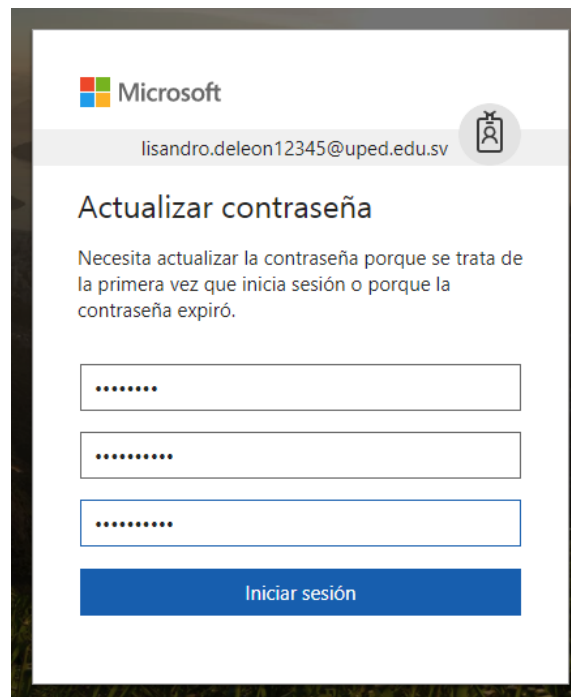 Microsoft
lisandro.deleon12345@uped.edu.sv
Actualizar contraseña
Necesita actualizar la contraseña porque se trata de
la primera vez que inicia sesión o porque la
contraseña expiró.
••••••••
••••••••••
••••••••••
Iniciar sesión